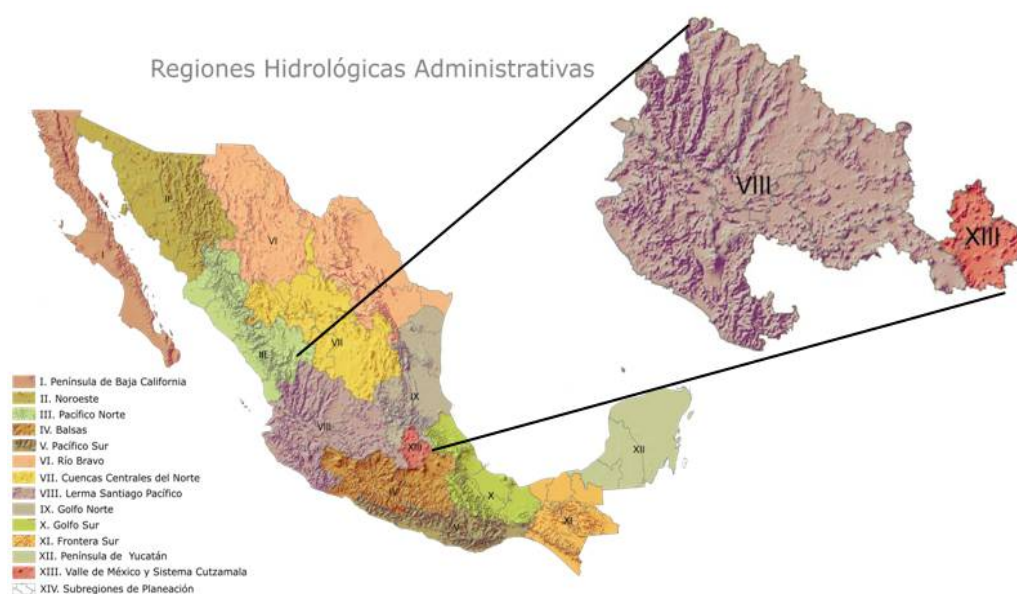 Regiones Hidrológicas Administrativas
VIII
XIII
I
II
VI
III
VII
IX
VIII
XIII
IV
V
X
XI
XII
I. Península de Baja California
II. Noroeste
III. Pacífico Norte
IV. Balsas
V. Pacífico Sur
VI. Río Bravo
VII. Cuencas Centrales del Norte
VIII. Lerma Santiago Pacífico
IX. Golfo Norte
X. Golfo Sur
XI. Frontera Sur
XII. Península de Yucatán
XIII. Valle de México y Sistema Cutzamala
XIV. Subregiones de Planeación